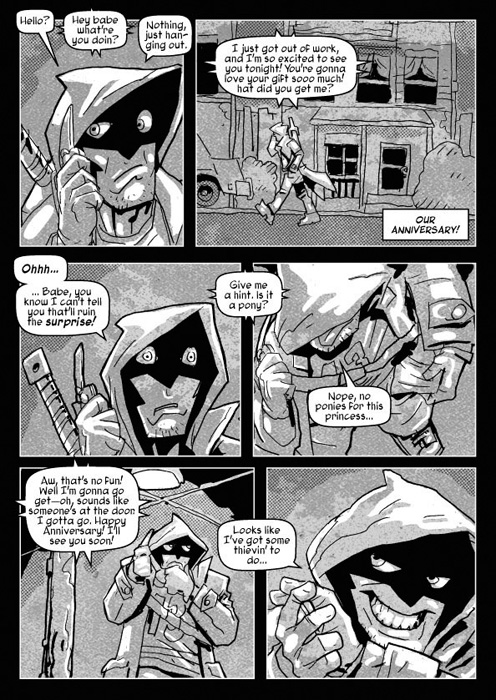 Hello?
Hey babe
what're
you doin?
Nothing,
just han-
ging out.
I just got out of work,
and I'm so excited to see
you tonight! You're gonna
love your gift sooo much!
hat did you get me?
OUR
ANNIVERSARY!
Ohhh...
... Babe, you
know I can't tell
you that'll ruin
the surprise!
Give me
a hint. Is it
a pony?
Nope, no
ponies for this
princess...
Aw, that's no fun!
Well I'm gonna go
get—oh, sounds like
someone's at the door.
I gotta go. Happy
Anniversary! I'll
see you soon!
Looks like
I've got some
thievin' to
do...